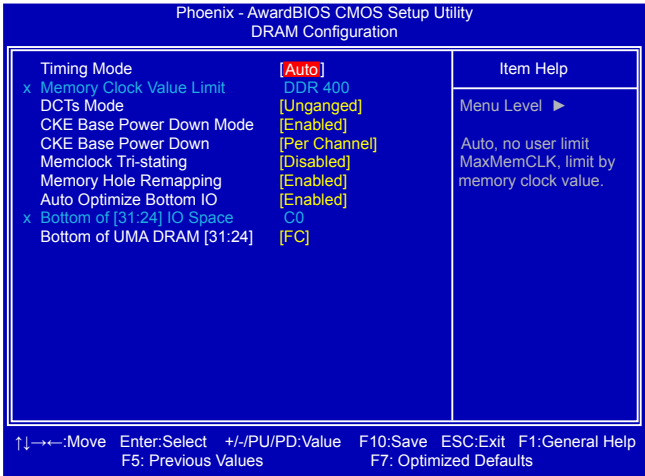 Phoenix - AwardBIOS CMOS Setup Utility
DRAM Configuration
Timing Mode [Auto]
x Memory Clock Value Limit DDR 400
DCTs Mode [Unganged]
CKE Base Power Down Mode [Enabled]
CKE Base Power Down [Per Channel]
Memclock Tri-stating [Disabled]
Memory Hole Remapping [Enabled]
Auto Optimize Bottom IO [Enabled]
x Bottom of [31:24] IO Space C0
Bottom of UMA DRAM [31:24] [FC]
Item Help
Menu Level ►
Auto, no user limit
MaxMemCLK, limit by
memory clock value.
↑↓→←:Move Enter:Select +/-/PU/PD:Value F10:Save ESC:Exit F1:General Help
F5: Previous Values F7: Optimized Defaults